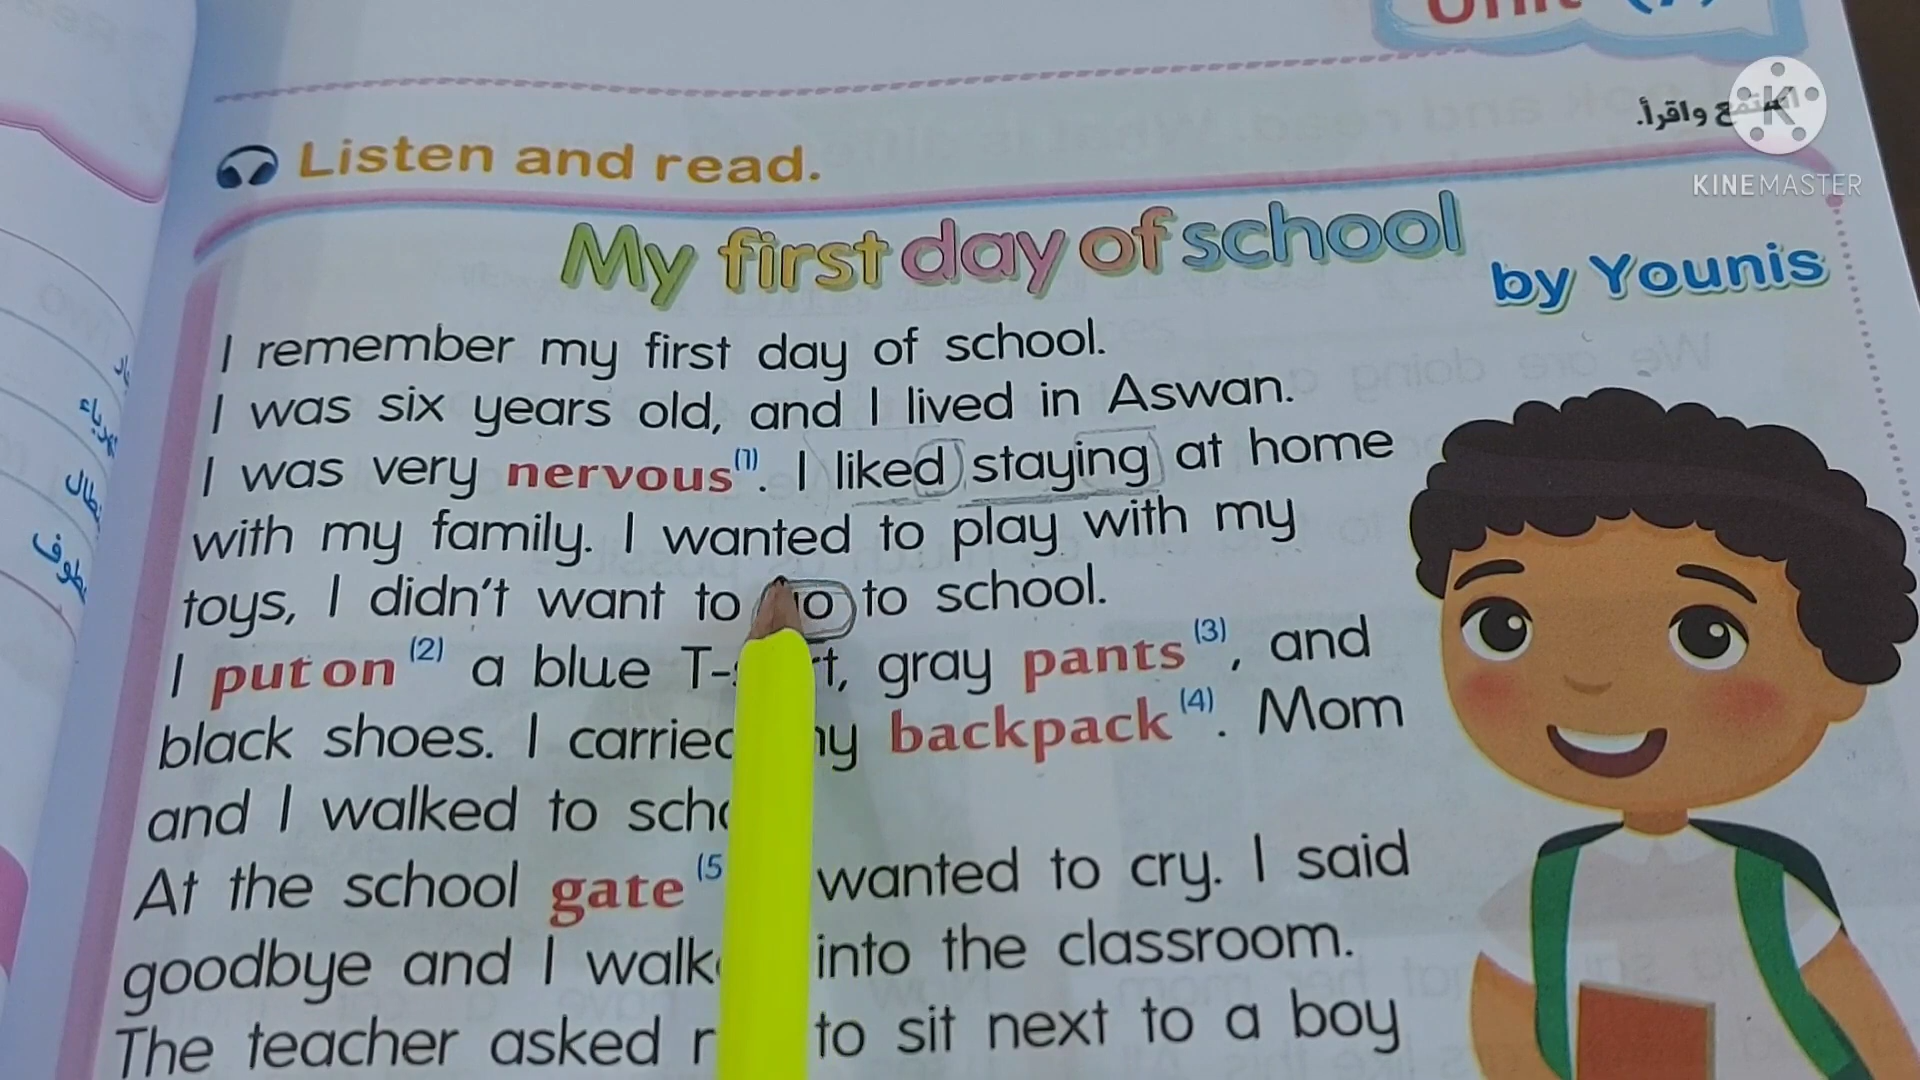 Unit
استمع واقرأ.
KINEMASTER
Listen and read.
My first day of school
by Younis
I remember my first day of school.
I was six years old, and I lived in Aswan.
I was very nervous(1). I liked staying at home
with my family. I wanted to play with my
toys, I didn't want to to school.
I put on (2) a blue gray pants (3), and
black shoes. I carried backpack (4). Mom
and I walked to
At the school gate (5 wanted to cry. I said
goodbye and I into the classroom.
The teacher asked to sit next to a boy